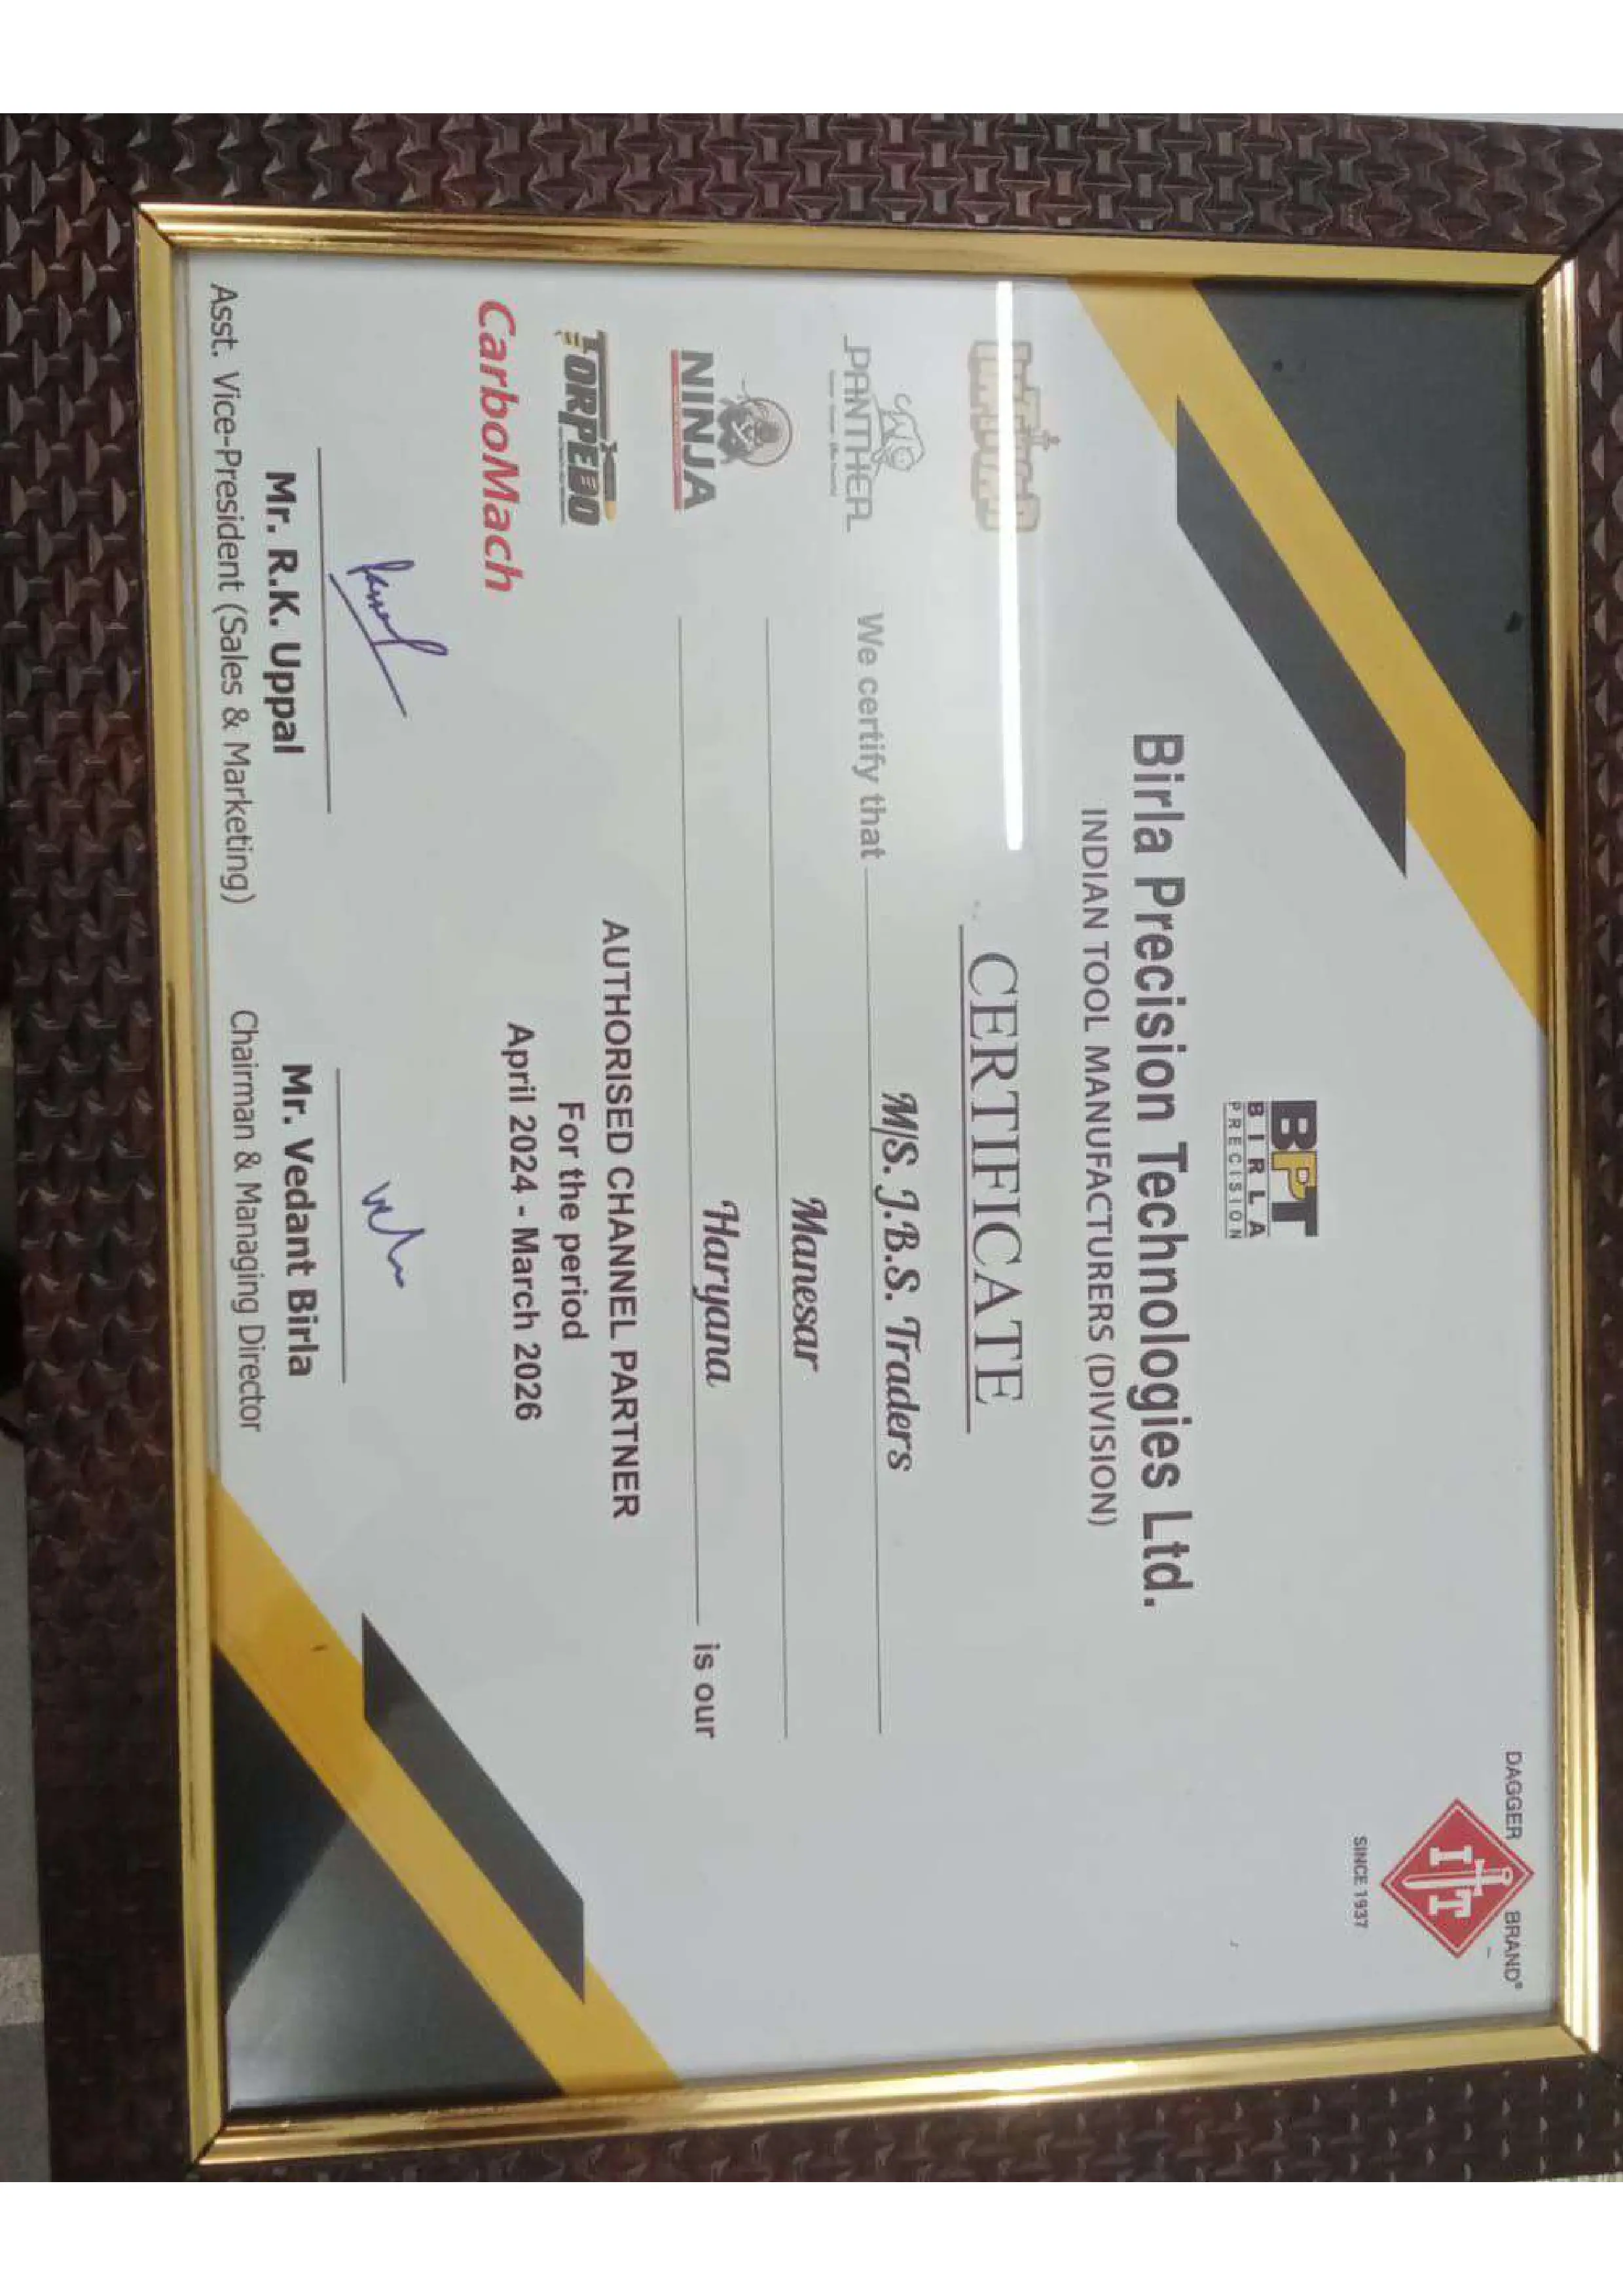 DAGGER BRAND®
IT
SINCE 1937
BPT
BIRLA
PRECISION
Birla Precision Technologies Ltd.
INDIAN TOOL MANUFACTURERS (DIVISION)
CERTIFICATE
PANTHER
NINJA
TORPEDO
CarboMach
We certify that M/S. J.B.S. Traders
Manesar
Haryana is our
AUTHORISED CHANNEL PARTNER
For the period
April 2024 - March 2026
Mr. R.K. Uppal
Asst. Vice-President (Sales & Marketing)
Mr. Vedant Birla
Chairman & Managing Director